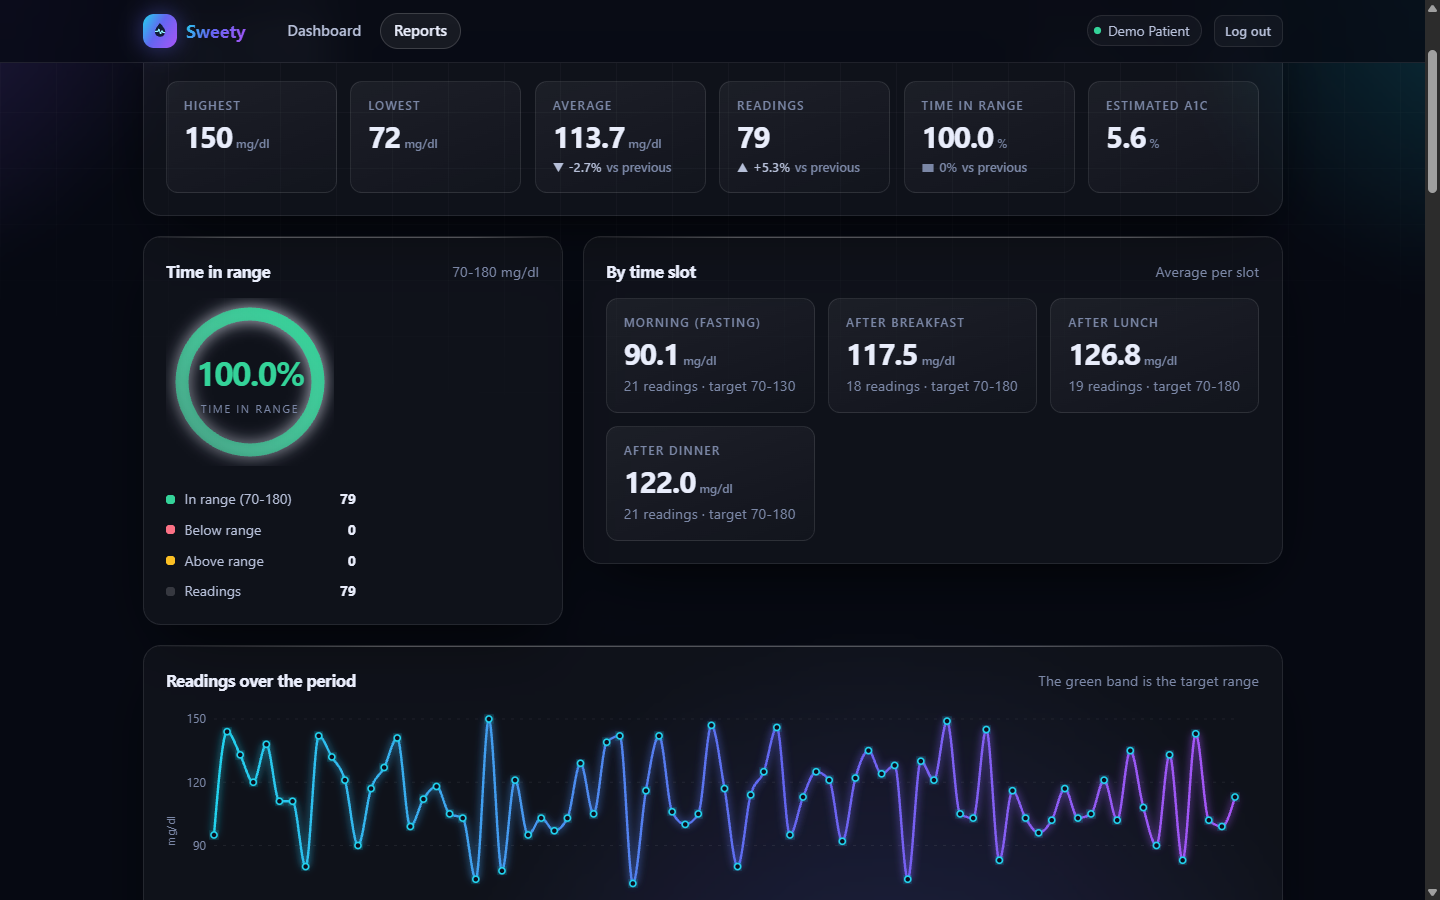 Sweety
Dashboard
Reports
Demo Patient
Log out
HIGHEST
150 mg/dl
LOWEST
72 mg/dl
AVERAGE
113.7 mg/dl
▼ -2.7% vs previous
READINGS
79
▲ +5.3% vs previous
TIME IN RANGE
100.0 %
0% vs previous
ESTIMATED A1C
5.6 %
Time in range
70-180 mg/dl
100.0%
TIME IN RANGE
In range (70-180) 79
Below range 0
Above range 0
Readings 79
By time slot
Average per slot
MORNING (FASTING)
90.1 mg/dl
21 readings · target 70-130
AFTER BREAKFAST
117.5 mg/dl
18 readings · target 70-180
AFTER LUNCH
126.8 mg/dl
19 readings · target 70-180
AFTER DINNER
122.0 mg/dl
21 readings · target 70-180
Readings over the period
The green band is the target range
150
120
90
mg/dl